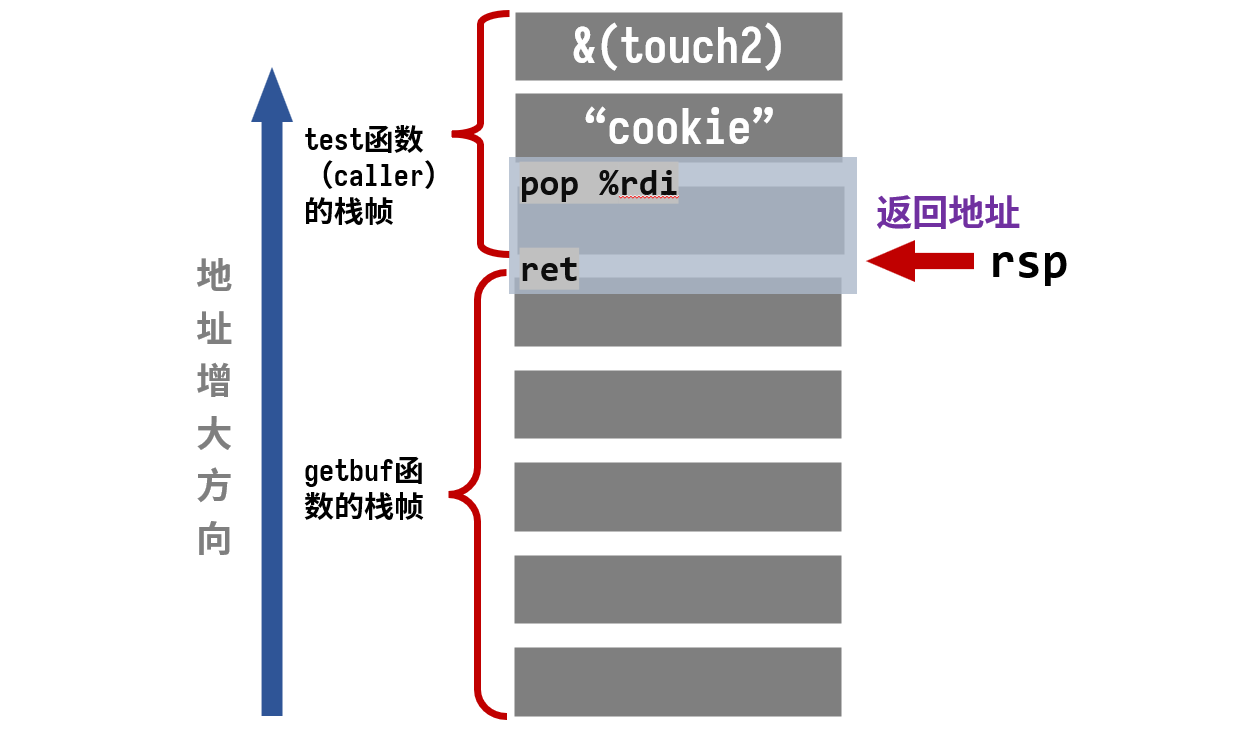 &(touch2)
“cookie”
pop %rdi
ret
返回地址
rsp
test函数
（caller）
的栈帧
getbuf函
数的栈帧
地
址
增
大
方
向